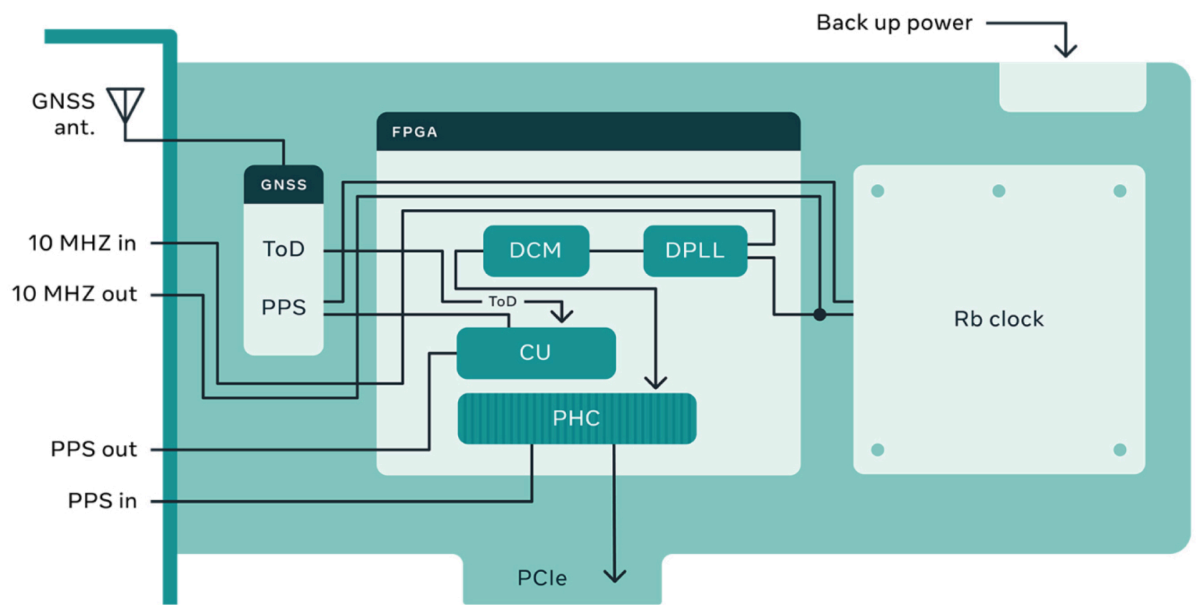 Back up power
GNSS
ant.
FPGA
GNSS
10 MHZ in
ToD
DCM
DPLL
10 MHZ out
PPS
ToD
Rb clock
CU
PHC
PPS out
PPS in
PCIe